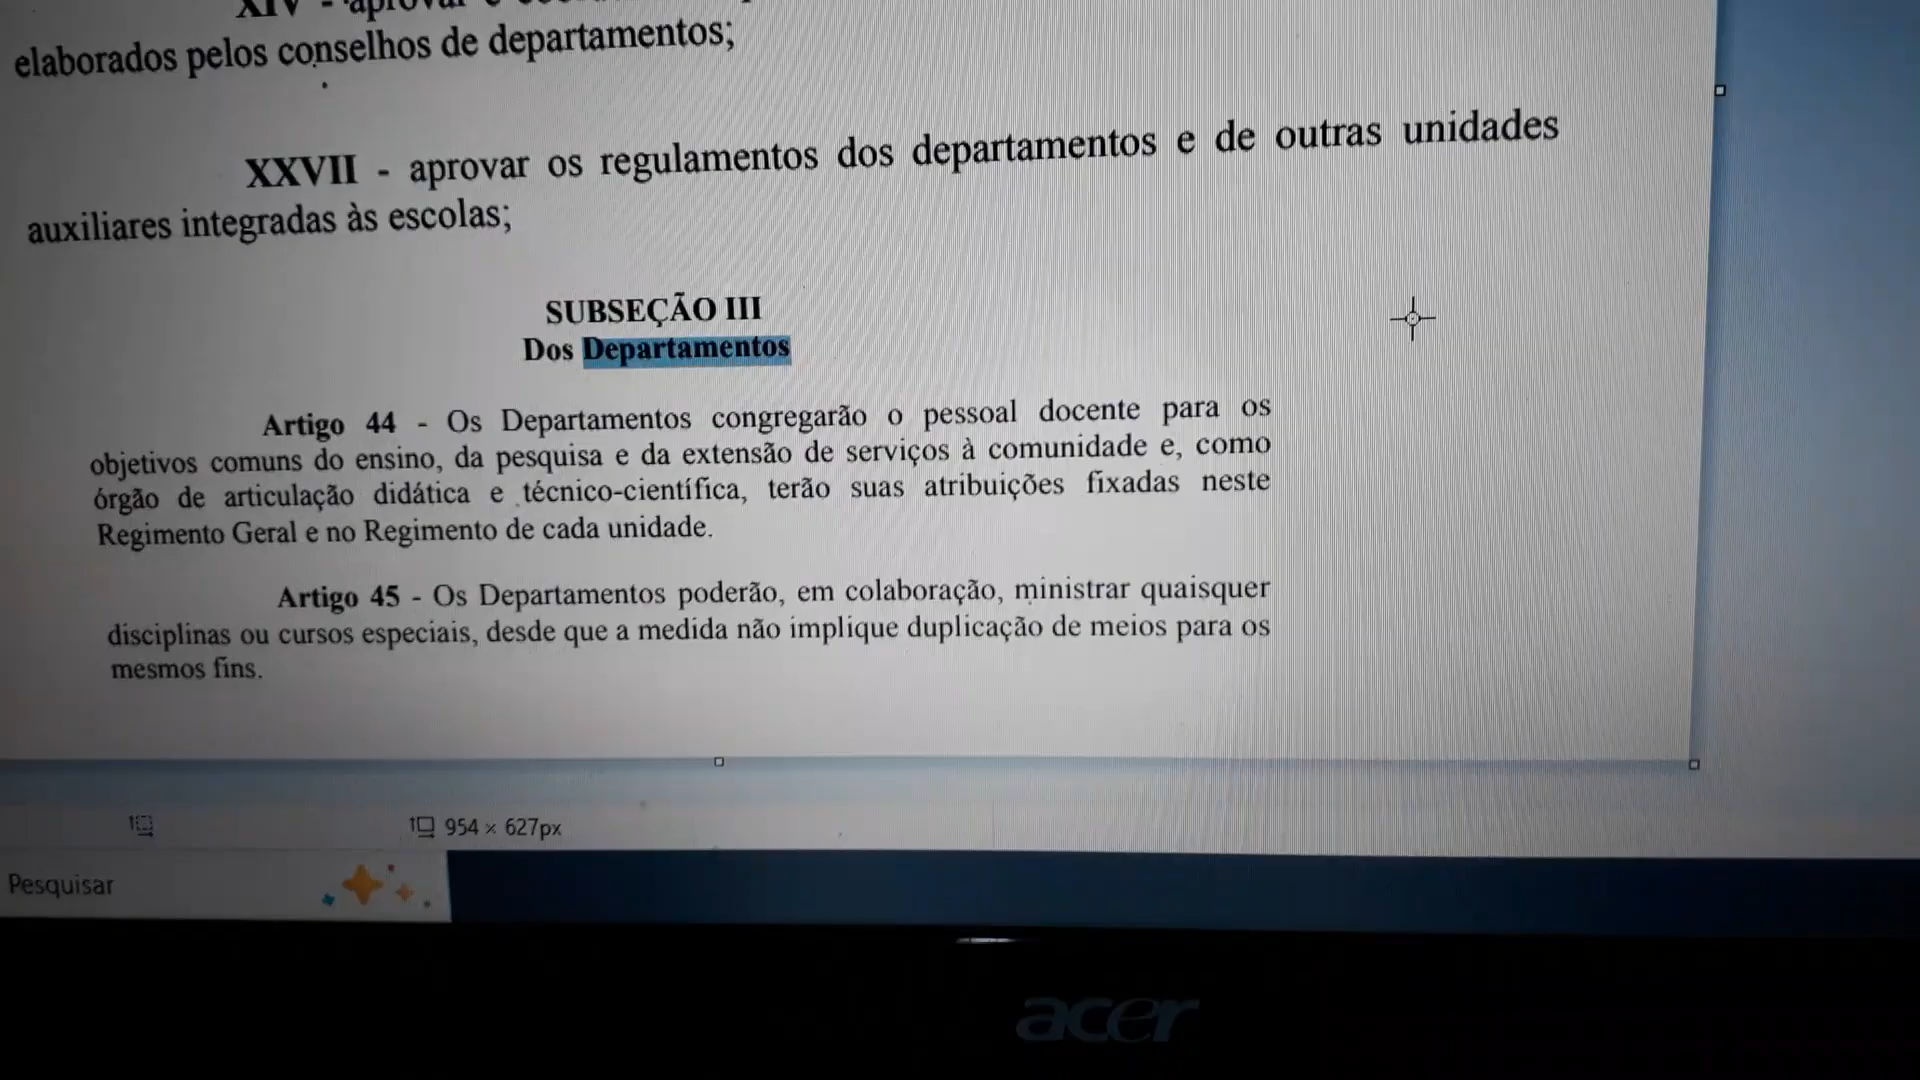 XIV - aprovar e
elaborados pelos conselhos de departamentos;
XXVII - aprovar os regulamentos dos departamentos e de outras unidades
auxiliares integradas às escolas;
SUBSEÇÃO III
Dos Departamentos
Artigo 44 - Os Departamentos congregarão o pessoal docente para os
objetivos comuns do ensino, da pesquisa e da extensão de serviços à comunidade e, como
órgão de articulação didática e técnico-científica, terão suas atribuições fixadas neste
Regimento Geral e no Regimento de cada unidade.
Artigo 45 - Os Departamentos poderão, em colaboração, ministrar quaisquer
disciplinas ou cursos especiais, desde que a medida não implique duplicação de meios para os
mesmos fins.
954 × 627px
Pesquisar
acer